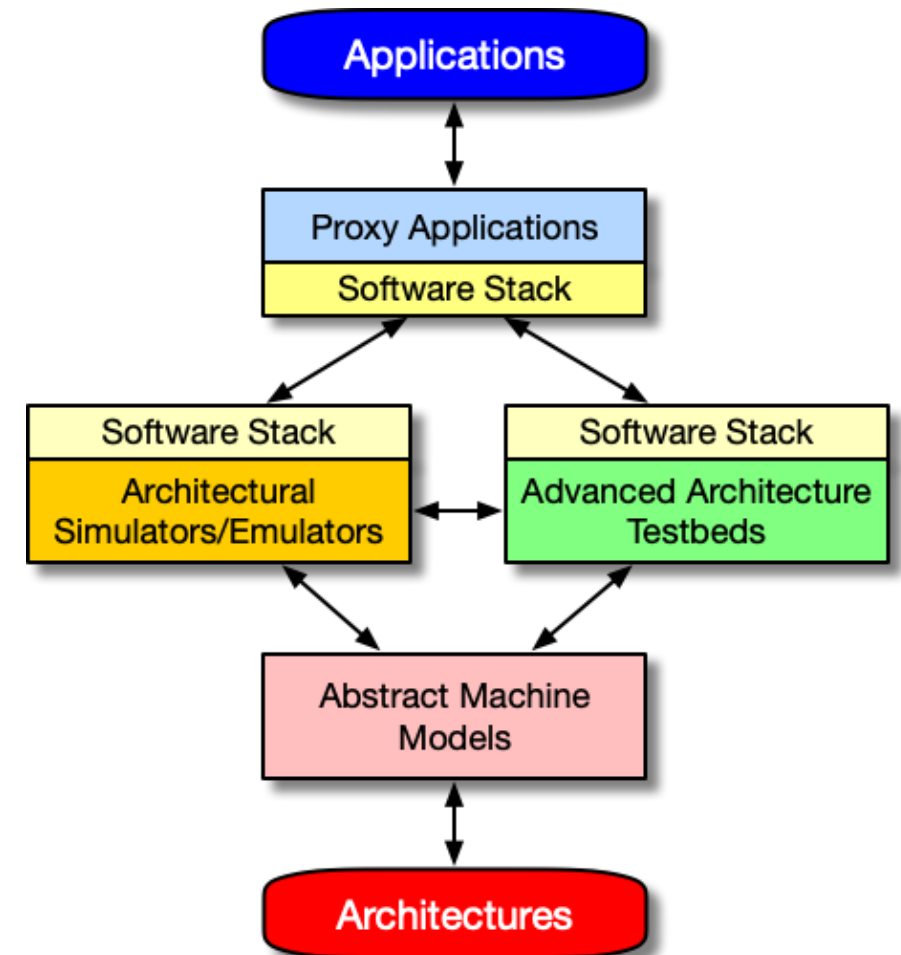 Applications
Proxy Applications
Software Stack
Software Stack
Architectural
Simulators/Emulators
Software Stack
Advanced Architecture
Testbeds
Abstract Machine
Models
Architectures